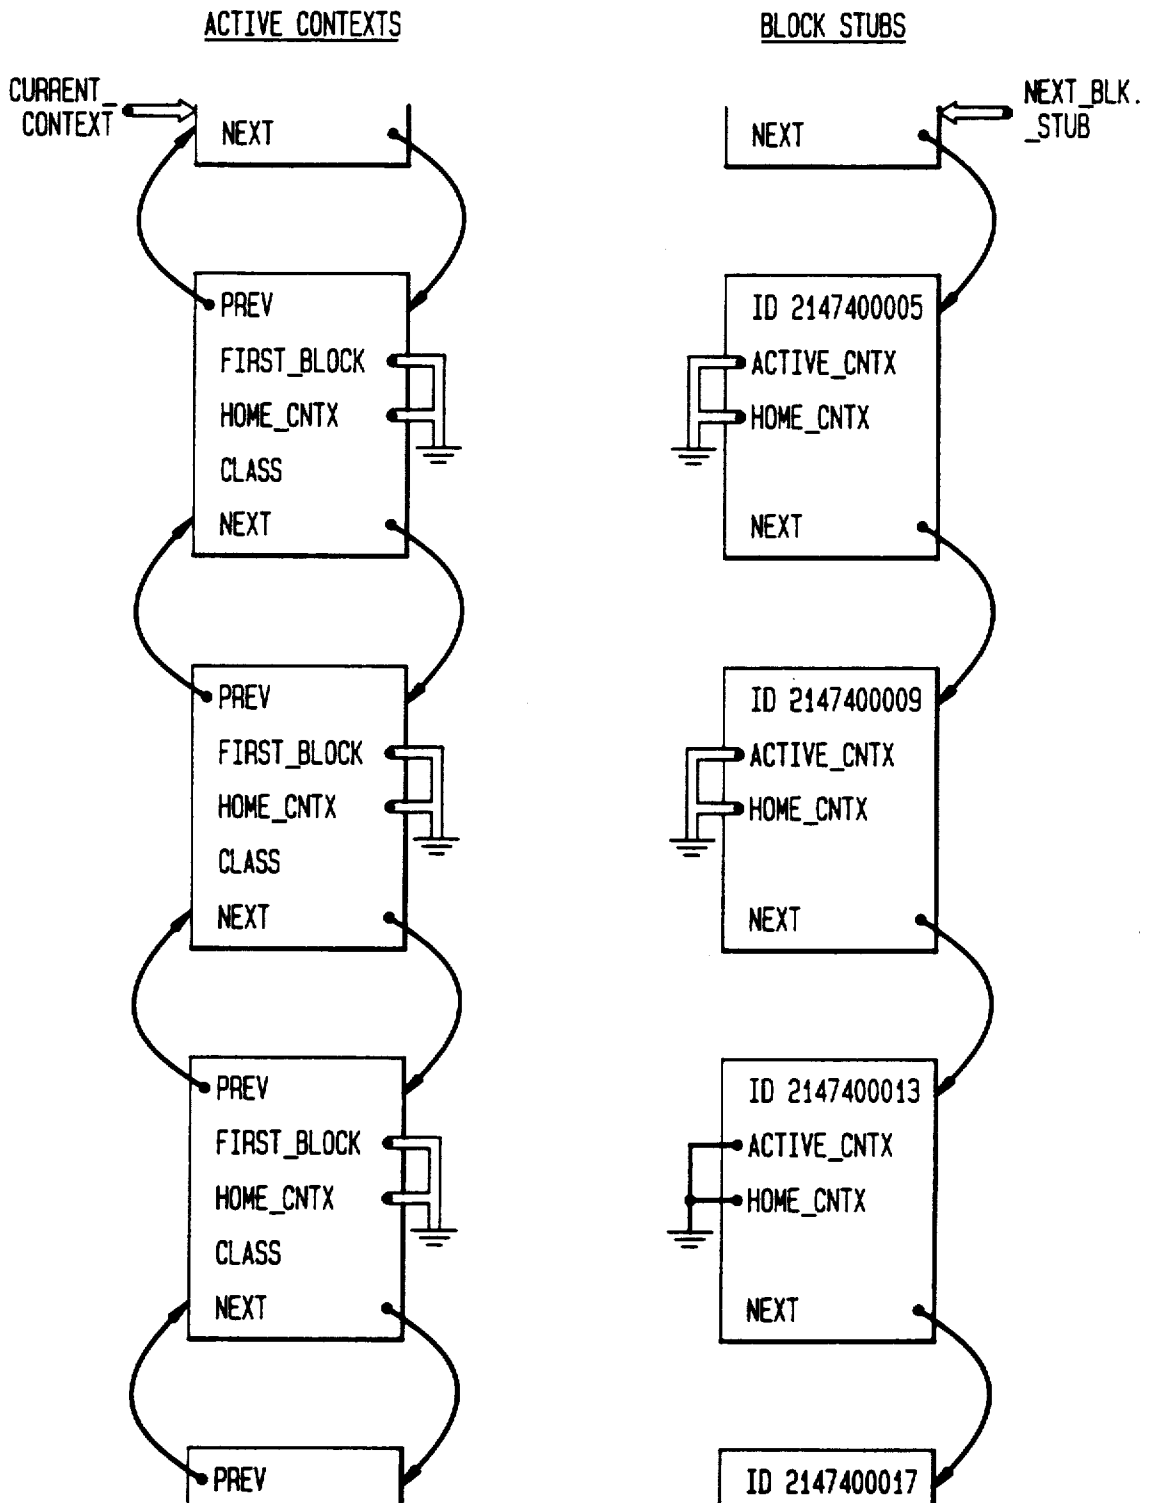 ACTIVE CONTEXTS
CURRENT_
CONTEXT
NEXT
PREV
FIRST_BLOCK
HOME_CNTX
CLASS
NEXT
PREV
FIRST_BLOCK
HOME_CNTX
CLASS
NEXT
PREV
FIRST_BLOCK
HOME_CNTX
CLASS
NEXT
PREV
BLOCK STUBS
NEXT_BLK.
_STUB
NEXT
ID 2147400005
ACTIVE_CNTX
HOME_CNTX
NEXT
ID 2147400009
ACTIVE_CNTX
HOME_CNTX
NEXT
ID 2147400013
ACTIVE_CNTX
HOME_CNTX
NEXT
ID 2147400017